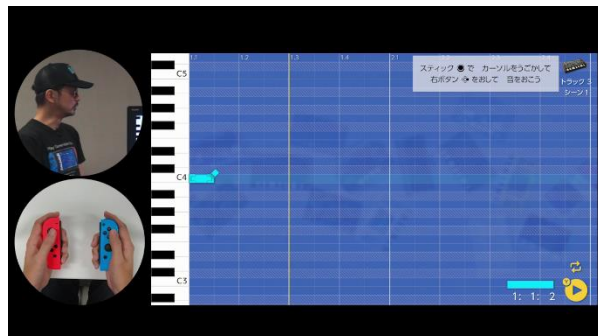 1.1
1.2
1.3
1.4
2.1
スティック で カーソルをうごかして
右ボタン をおして 音をおこう
トラック 3
シーン 1
C5
C4
C3
1: 1: 2
Y